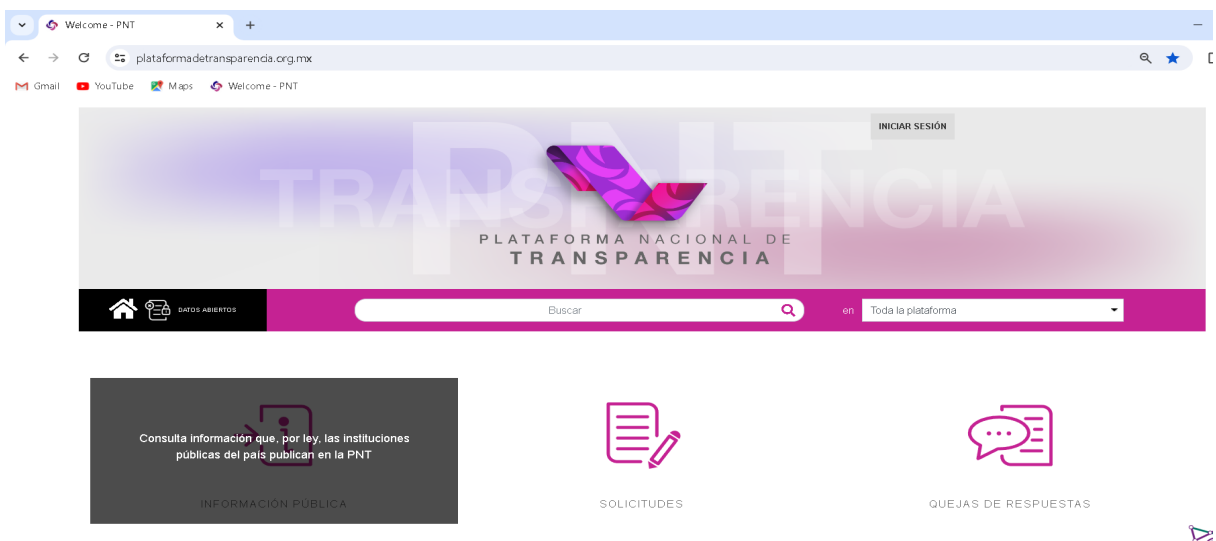 Welcome - PNT
plataformadetransparencia.org.mx
Gmail YouTube Maps Welcome - PNT
PNT
TRANSPARENCIA
INICIAR SESIÓN
PLATAFORMA NACIONAL DE
TRANSPARENCIA
DATOS ABIERTOS Buscar en Toda la plataforma
Consulta información que, por ley, las instituciones
públicas del país publican en la PNT
INFORMACIÓN PÚBLICA SOLICITUDES QUEJAS DE RESPUESTAS